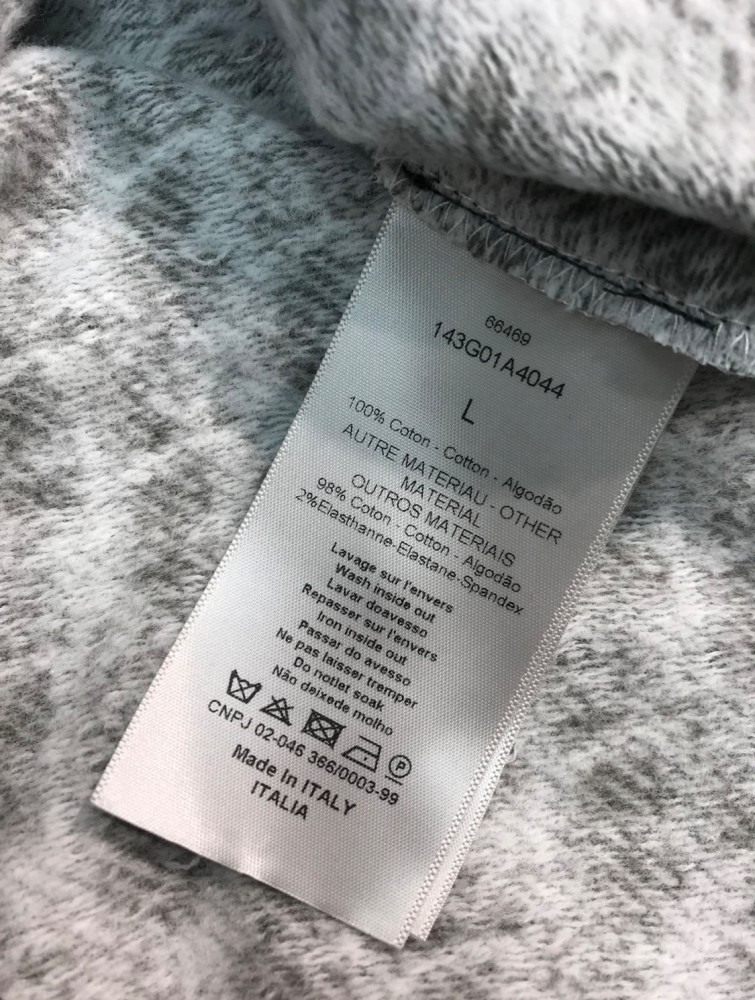 66469
143G01A4044
L
100% Coton - Cotton - Algodão
AUTRE MATERIAU - OTHER
MATERIAL
OUTROS MATERIAIS
98% Coton - Cotton - Algodão
2%Elasthanne-Elastane-Spandex
Lavage sur l'envers
Wash inside out
Lavar doavesso
Repasser sur l'envers
Iron inside out
Passar do avesso
Ne pas laisser tremper
Do notlet soak
Não deixede molho
P
CNPJ 02-046 366/0003-99
Made In ITALY
ITALIA